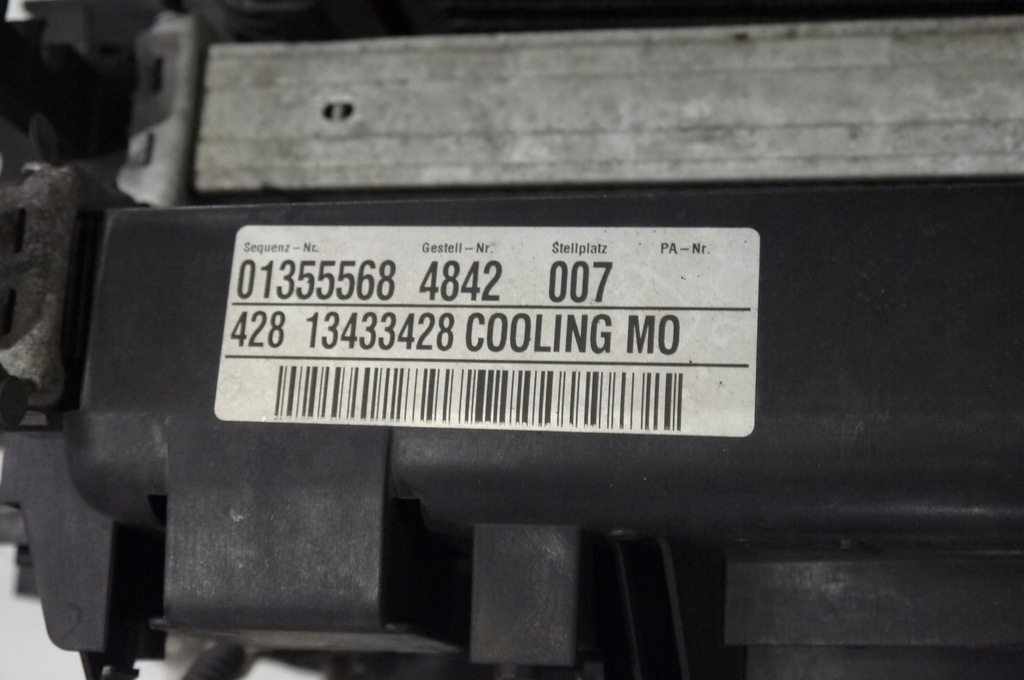 Sequenz-Nr. Gestell-Nr. Stellplatz PA-Nr.
01355568 4842 007
428 13433428 COOLING MO